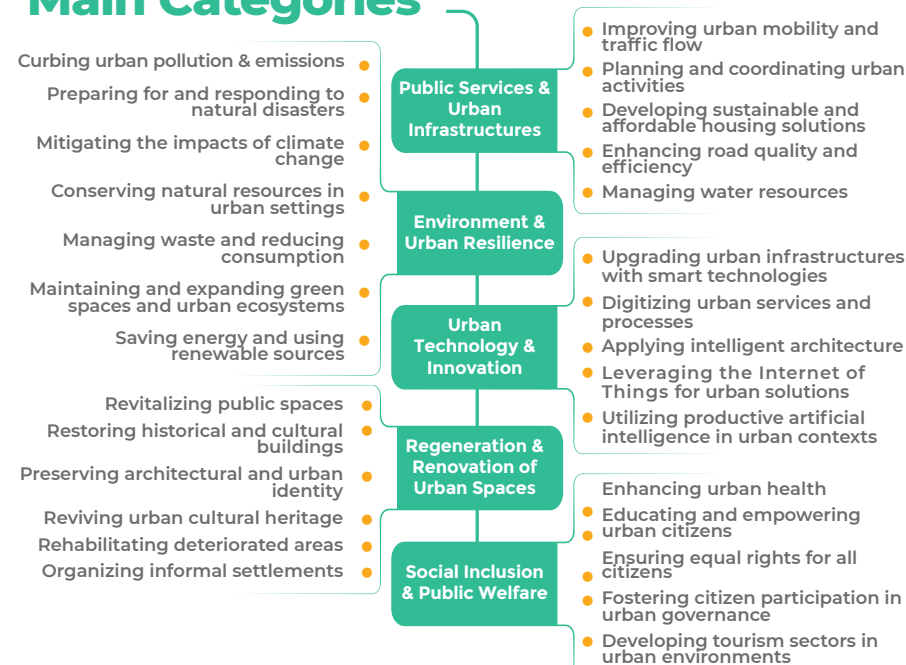 Main Categories
Public Services &
Urban
Infrastructures
Improving urban mobility and
traffic flow
Planning and coordinating urban
activities
Developing sustainable and
affordable housing solutions
Enhancing road quality and
efficiency
Managing water resources
Environment &
Urban Resilience
Curbing urban pollution & emissions
Preparing for and responding to
natural disasters
Mitigating the impacts of climate
change
Conserving natural resources in
urban settings
Managing waste and reducing
consumption
Maintaining and expanding green
spaces and urban ecosystems
Saving energy and using
renewable sources
Urban
Technology &
Innovation
Upgrading urban infrastructures
with smart technologies
Digitizing urban services and
processes
Applying intelligent architecture
Leveraging the Internet of
Things for urban solutions
Utilizing productive artificial
intelligence in urban contexts
Regeneration &
Renovation of
Urban Spaces
Revitalizing public spaces
Restoring historical and cultural
buildings
Preserving architectural and urban
identity
Reviving urban cultural heritage
Rehabilitating deteriorated areas
Organizing informal settlements
Social Inclusion
& Public Welfare
Enhancing urban health
Educating and empowering
urban citizens
Ensuring equal rights for all
citizens
Fostering citizen participation in
urban governance
Developing tourism sectors in
urban environments